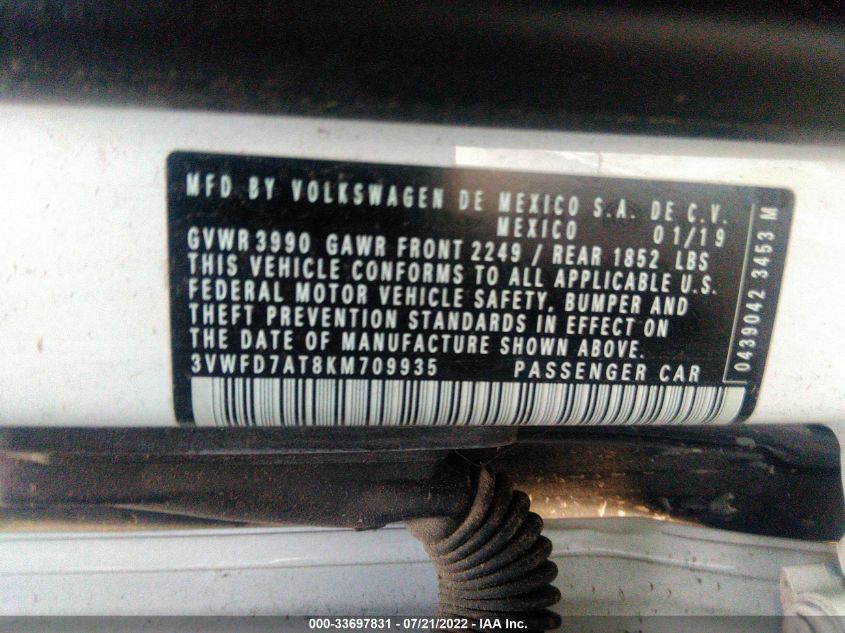 MFD BY VOLKSWAGEN DE MEXICO S.A. DE C.V.
MEXICO 01/19
GVWR 3990 GAWR FRONT 2249 / REAR 1852 LBS
THIS VEHICLE CONFORMS TO ALL APPLICABLE U.S.
FEDERAL MOTOR VEHICLE SAFETY, BUMPER AND
THEFT PREVENTION STANDARDS IN EFFECT ON
THE DATE OF MANUFACTURE SHOWN ABOVE.
3VWFD7AT8KM709935 PASSENGER CAR
0439042 3453 M
000-33697831 - 07/21/2022 - IAA Inc.